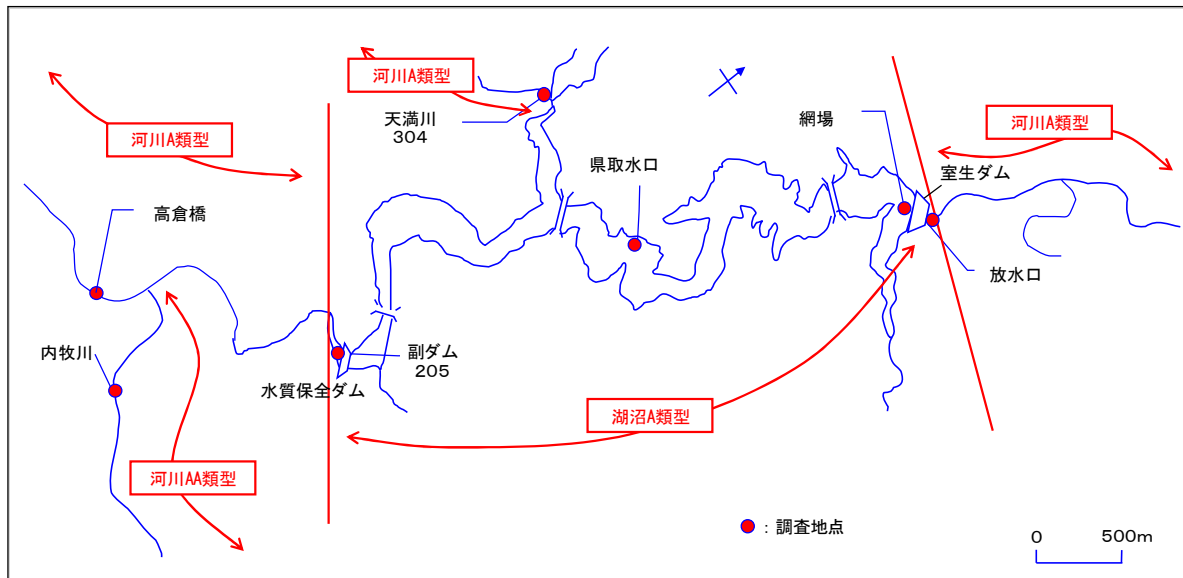 河川A類型
河川A類型
天満川
304
網場
河川A類型
県取水口
室生ダム
高倉橋
放水口
内牧川
副ダム
205
水質保全ダム
湖沼A類型
河川AA類型
:調査地点
0 500m